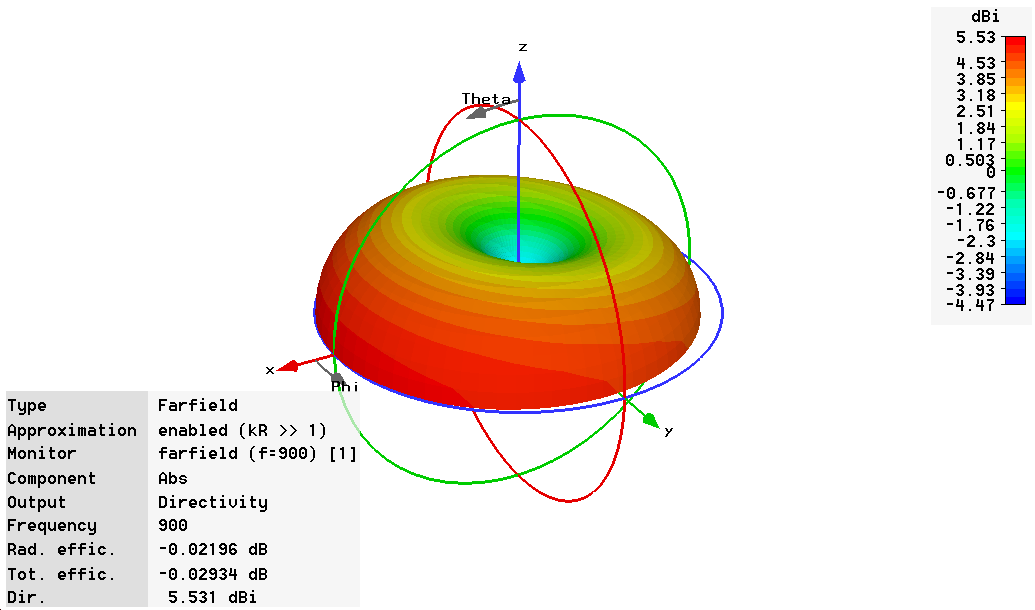 dBi
5.53
4.53
3.85
3.18
2.51
1.84
1.17
0.503
0
-0.677
-1.22
-1.76
-2.3
-2.84
-3.39
-3.93
-4.47
z
Theta
x
Phi
y
Type Farfield
Approximation enabled (kR >> 1)
Monitor farfield (f=900) [1]
Component Abs
Output Directivity
Frequency 900
Rad. effic. -0.02196 dB
Tot. effic. -0.02934 dB
Dir. 5.531 dBi